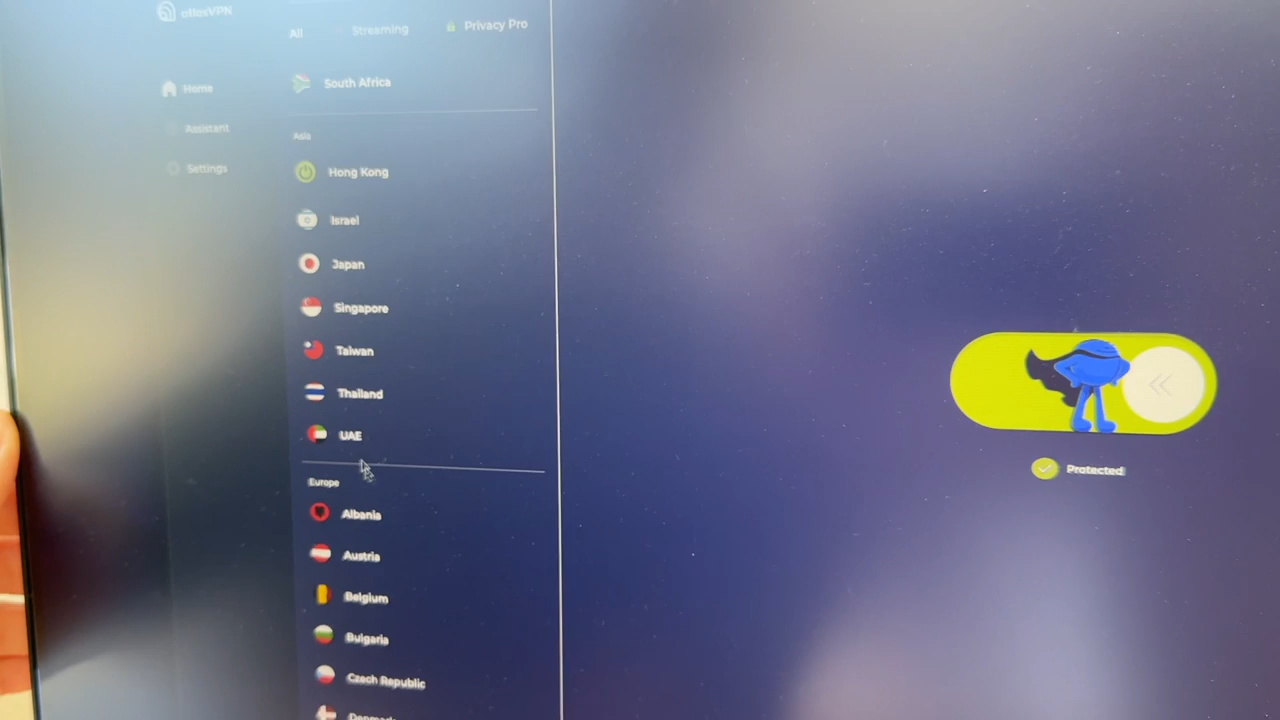 atlasVPN
All
Streaming
Privacy Pro
Home
Assistant
Settings
South Africa
Asia
Hong Kong
Israel
Japan
Singapore
Taiwan
Thailand
UAE
Europe
Albania
Austria
Belgium
Bulgaria
Czech Republic
Denmark
Protected